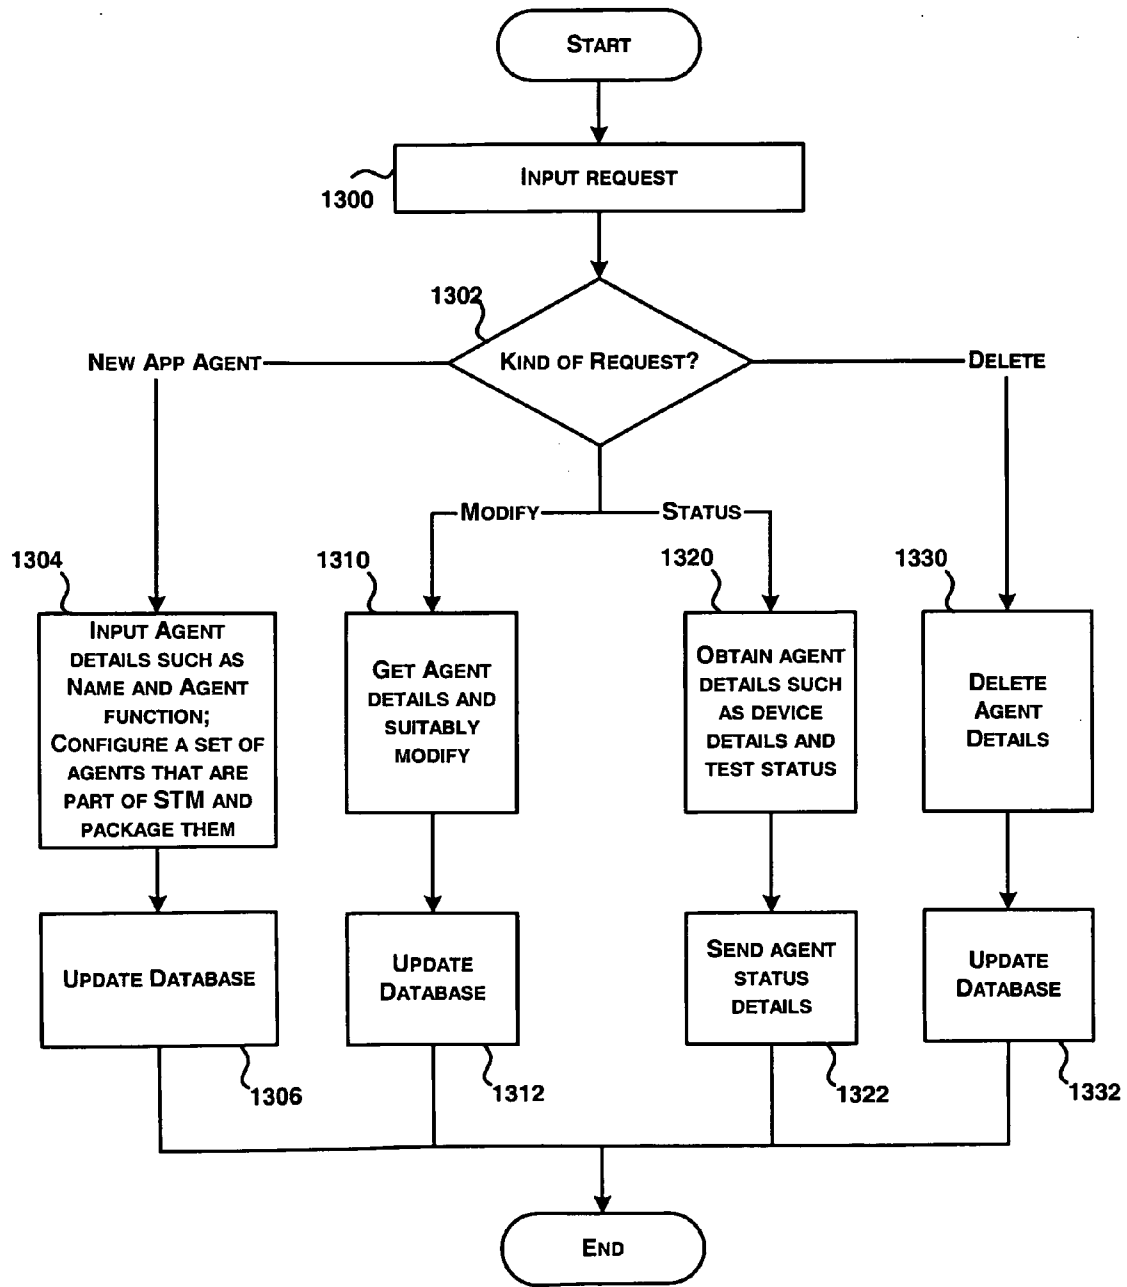 START
INPUT REQUEST
1300
1302
KIND OF REQUEST?
NEW APP AGENT
DELETE
MODIFY
STATUS
1304
1310
1320
1330
INPUT AGENT
DETAILS SUCH AS
NAME AND AGENT
FUNCTION;
CONFIGURE A SET OF
AGENTS THAT ARE
PART OF STM AND
PACKAGE THEM
GET AGENT
DETAILS AND
SUITABLY
MODIFY
OBTAIN AGENT
DETAILS SUCH
AS DEVICE
DETAILS AND
TEST STATUS
DELETE
AGENT
DETAILS
UPDATE DATABASE
UPDATE
DATABASE
SEND AGENT
STATUS
DETAILS
UPDATE
DATABASE
1306
1312
1322
1332
END